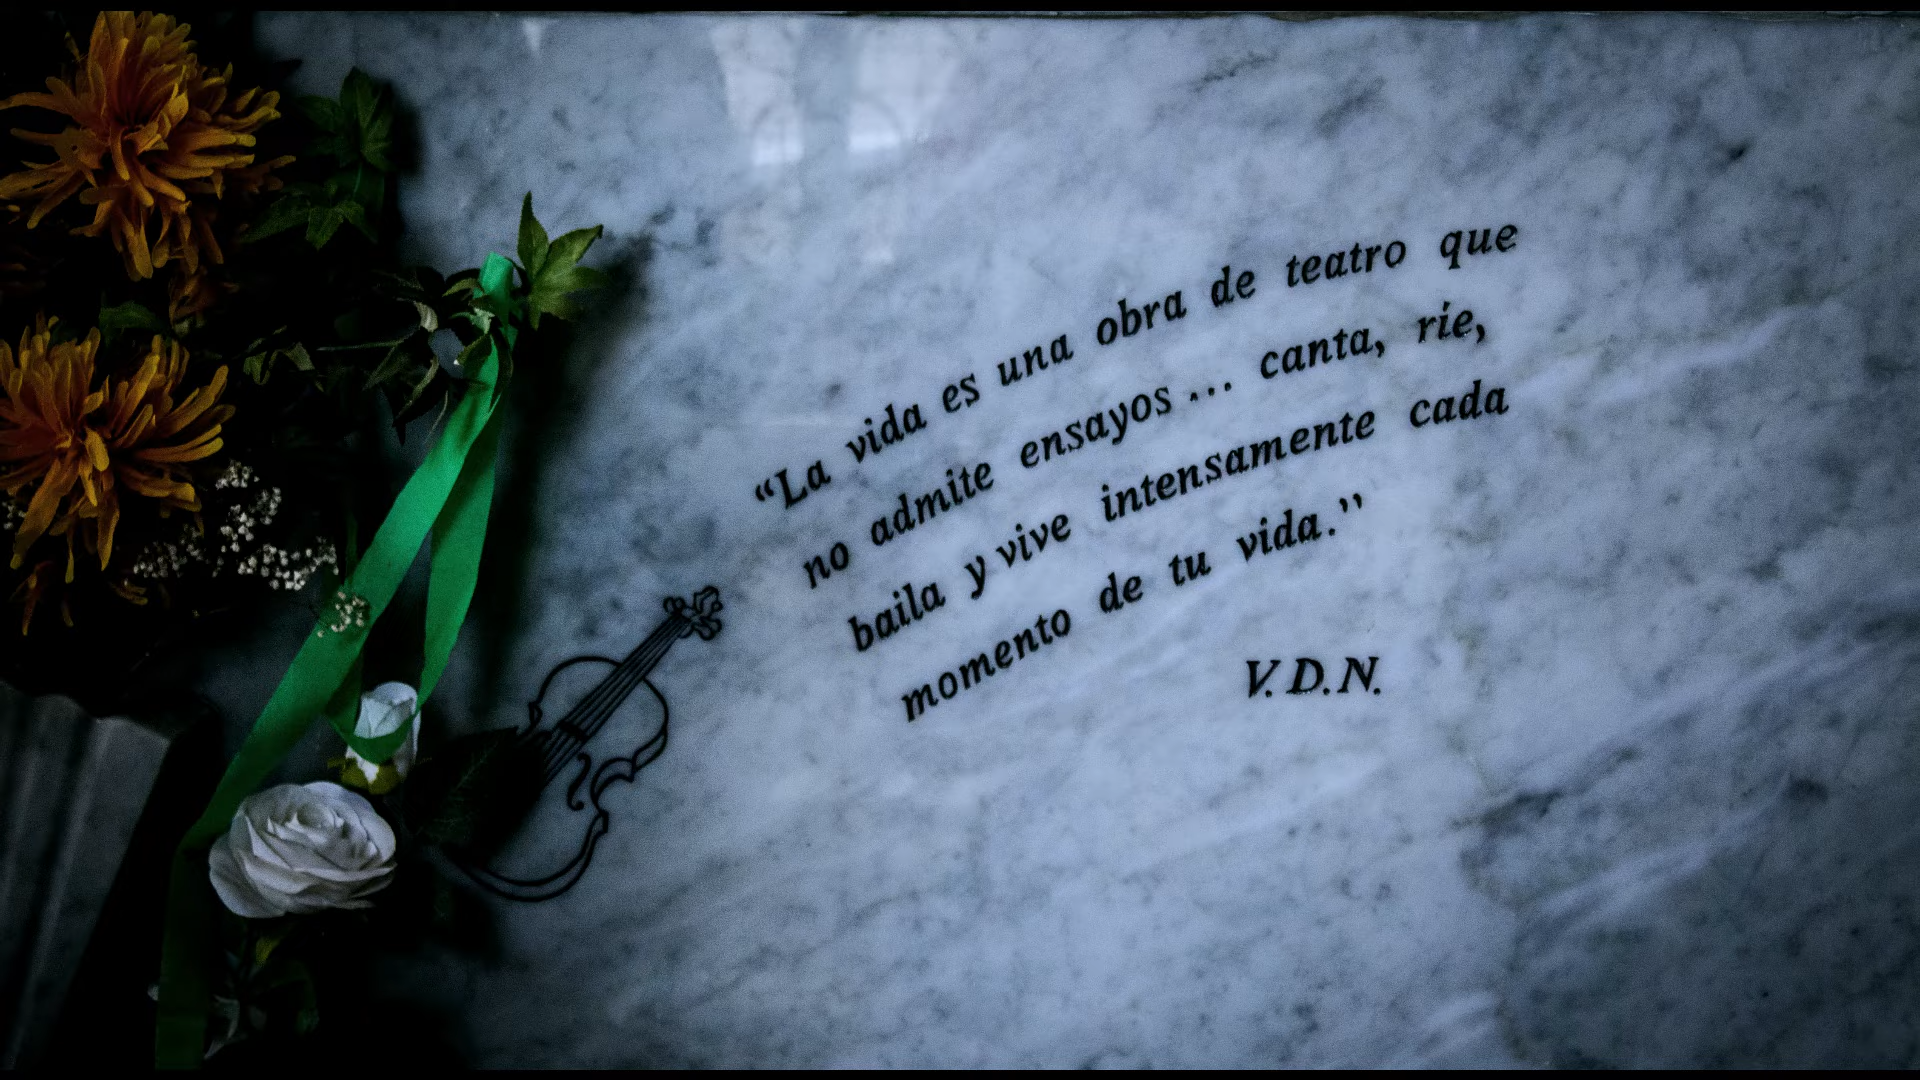 “La vida es una obra de teatro que
no admite ensayos... canta, ríe,
baila y vive intensamente cada
momento de tu vida.”
V. D. N.